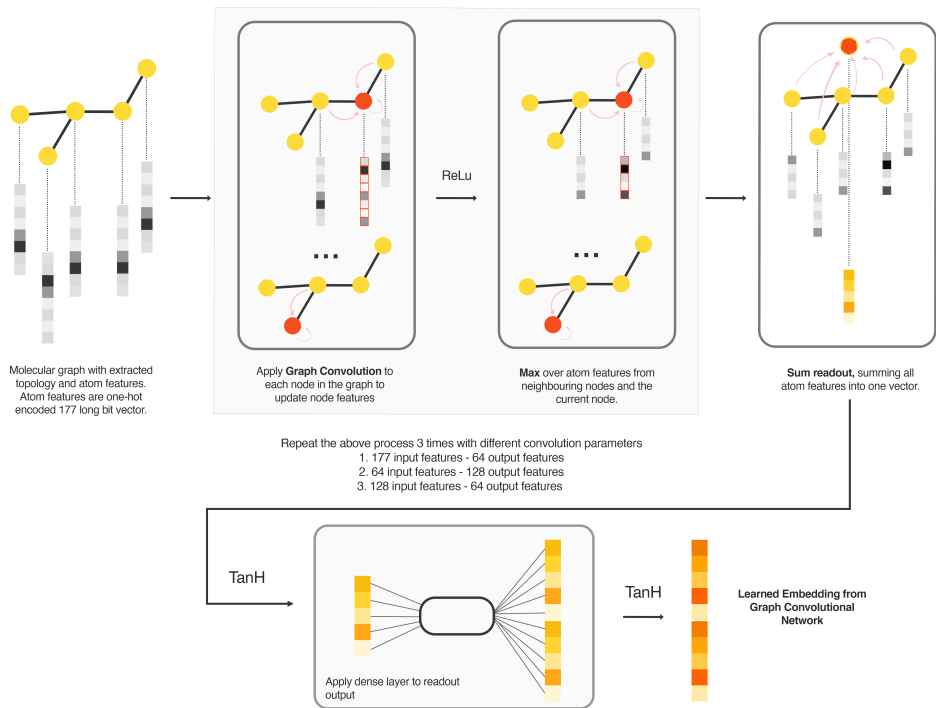 ReLu
Molecular graph with extracted
topology and atom features.
Atom features are one-hot
encoded 177 long bit vector.
Apply Graph Convolution to
each node in the graph to
update node features
Max over atom features from
neighbouring nodes and the
current node.
Sum readout, summing all
atom features into one vector.
Repeat the above process 3 times with different convolution parameters
1. 177 input features - 64 output features
2. 64 input features - 128 output features
3. 128 input features - 64 output features
TanH
Apply dense layer to readout
output
TanH
Learned Embedding from
Graph Convolutional
Network